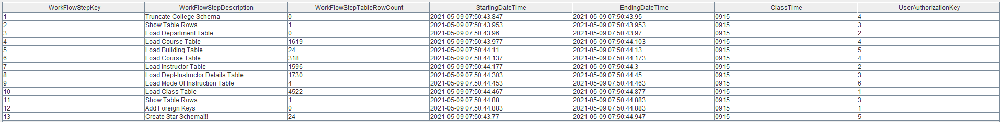 WorkFlowStepKey WorkFlowStepDescription WorkFlowStepTableRowCount StartingDateTime EndingDateTime ClassTime UserAuthorizationKey
1 Truncate College Schema 0 2021-05-09 07:50:43.847 2021-05-09 07:50:43.95 0915 4
2 Show Table Rows 1 2021-05-09 07:50:43.953 2021-05-09 07:50:43.953 0915 3
3 Load Department Table 0 2021-05-09 07:50:43.96 2021-05-09 07:50:43.97 0915 2
4 Load Course Table 1619 2021-05-09 07:50:43.977 2021-05-09 07:50:44.103 0915 4
5 Load Building Table 24 2021-05-09 07:50:44.11 2021-05-09 07:50:44.13 0915 5
6 Load Course Table 318 2021-05-09 07:50:44.137 2021-05-09 07:50:44.173 0915 4
7 Load Instructor Table 1596 2021-05-09 07:50:44.177 2021-05-09 07:50:44.3 0915 2
8 Load Dept-Instructor Details Table 1730 2021-05-09 07:50:44.303 2021-05-09 07:50:44.45 0915 3
9 Load Mode Of Instruction Table 4 2021-05-09 07:50:44.453 2021-05-09 07:50:44.463 0915 6
10 Load Class Table 4522 2021-05-09 07:50:44.467 2021-05-09 07:50:44.877 0915 1
11 Show Table Rows 1 2021-05-09 07:50:44.88 2021-05-09 07:50:44.883 0915 3
12 Add Foreign Keys 0 2021-05-09 07:50:44.883 2021-05-09 07:50:44.883 0915 1
13 Create Star Schema!!! 24 2021-05-09 07:50:43.77 2021-05-09 07:50:44.947 0915 5